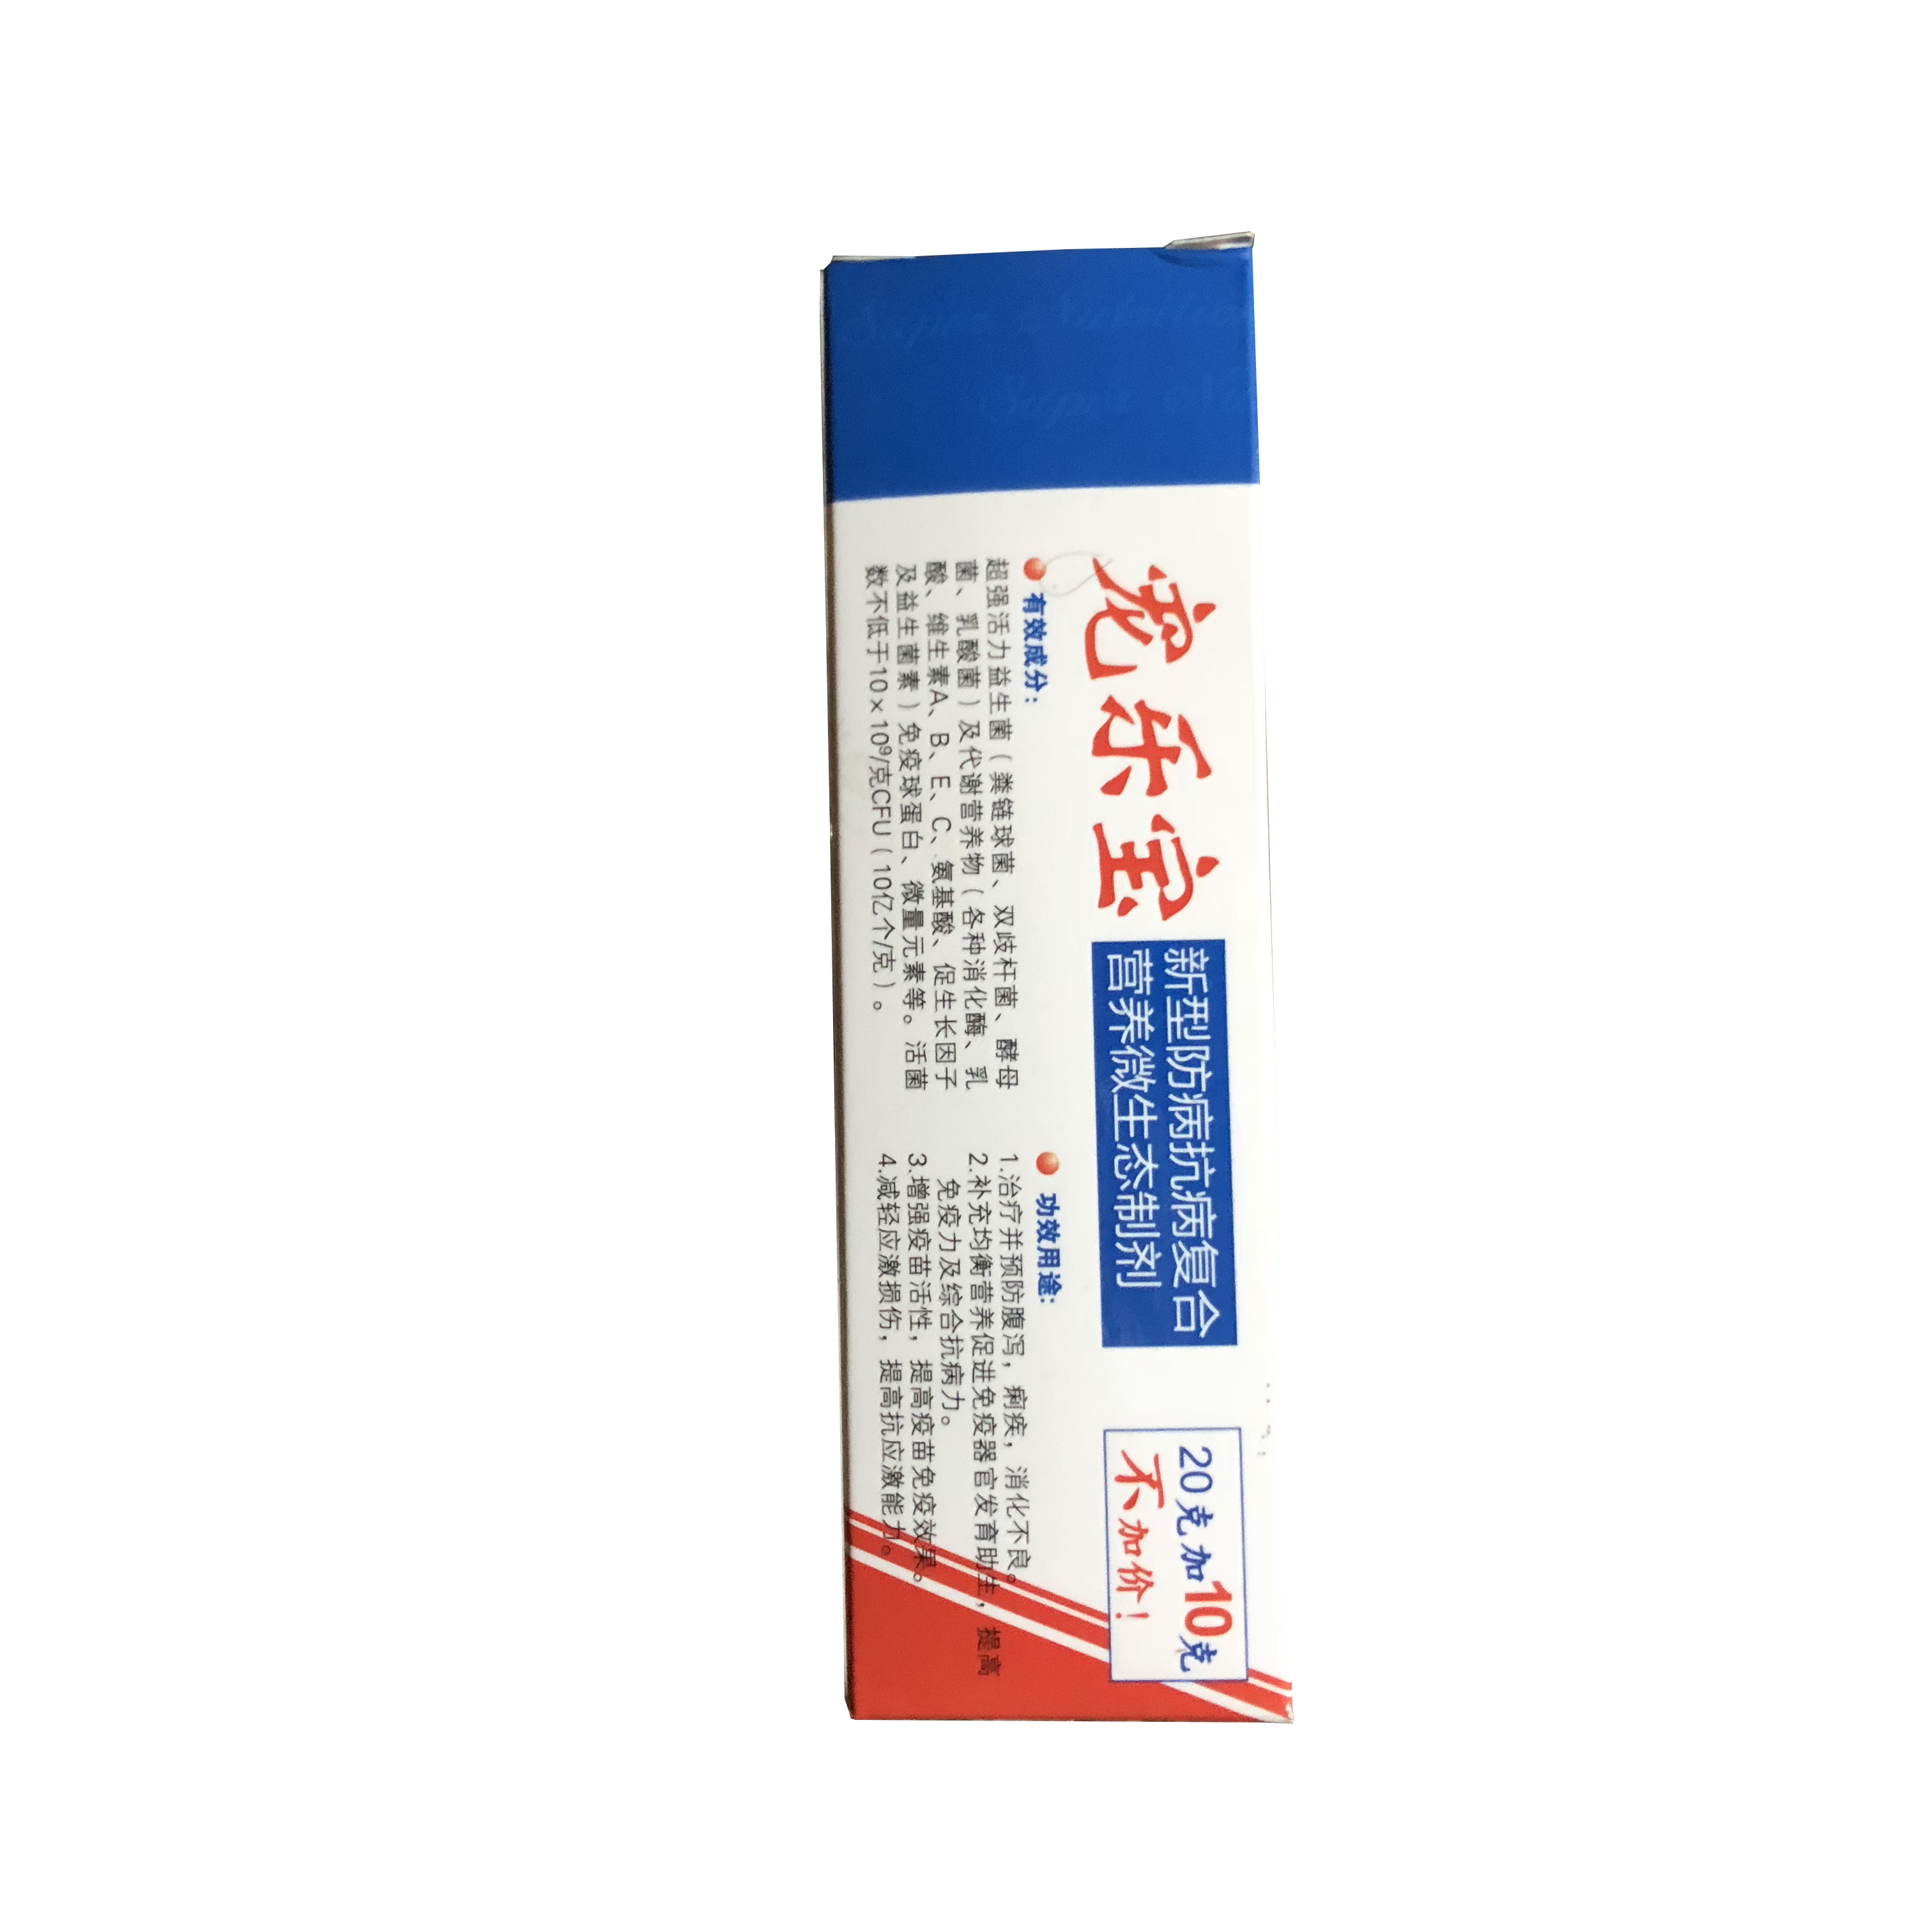 宠乐宝
新型防病抗病复合
营养微生态制剂
20克加10克
不加价！
有效成分：
超强活力益生菌（粪链球菌、双歧杆菌、酵母
菌、乳酸菌）及代谢营养物（各种消化酶、乳
酸、维生素A、B、E、C、氨基酸、促生长因子
及益生菌素）免疫球蛋白、微量元素等。活菌
数不低于10×10⁹/克CFU（10亿个/克）。
功效用途：
1.治疗并预防腹泻，痢疾，消化不良。
2.补充均衡营养促进免疫器官发育助生，提高
免疫力及综合抗病力。
3.增强疫苗活性，提高疫苗免疫效果。
4.减轻应激损伤，提高抗应激能力。